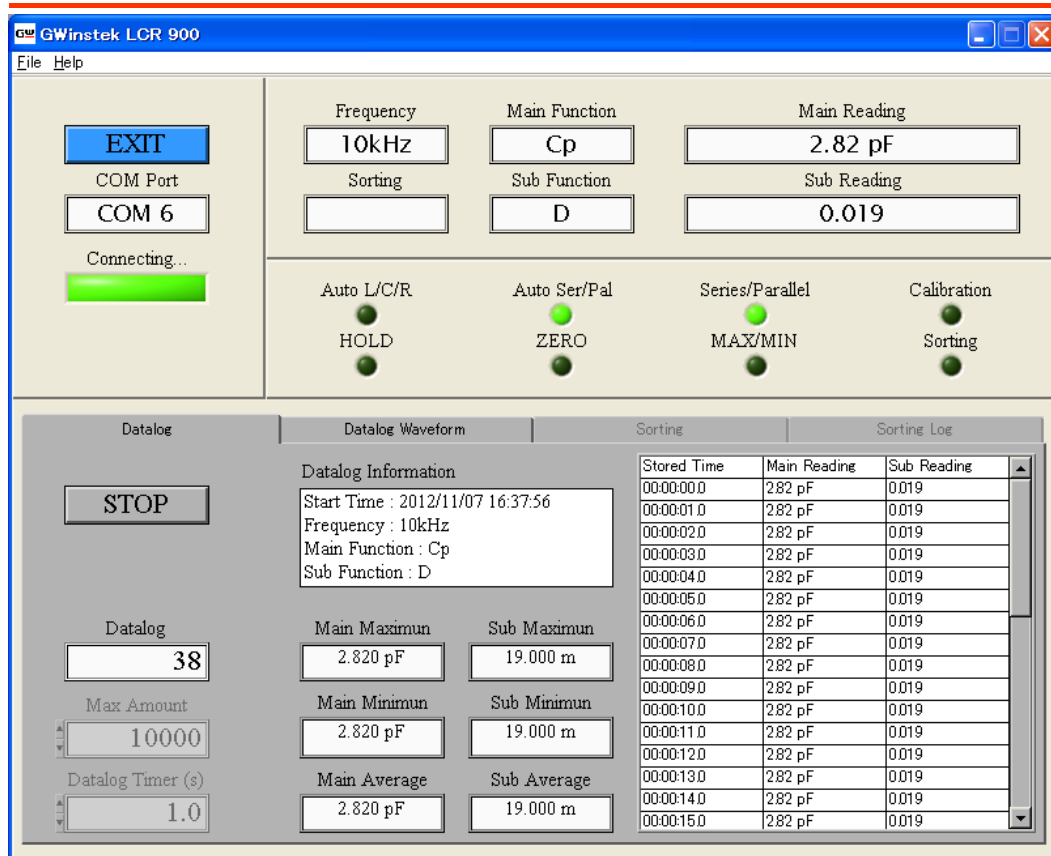 GW GWinstek LCR 900
File Help
EXIT
COM Port
COM 6
Connecting...
Frequency Main Function Main Reading
10kHz Cp 2.82 pF
Sorting Sub Function Sub Reading
D 0.019
Auto L/C/R Auto Ser/Pal Series/Parallel Calibration
HOLD ZERO MAX/MIN Sorting
Datalog Datalog Waveform Sorting Sorting Log
STOP
Datalog
38
Max Amount
10000
Datalog Timer (s)
1.0
Datalog Information
Start Time : 2012/11/07 16:37:56
Frequency : 10kHz
Main Function : Cp
Sub Function : D
Main Maximun Sub Maximun
2.820 pF 19.000 m
Main Minimun Sub Minimun
2.820 pF 19.000 m
Main Average Sub Average
2.820 pF 19.000 m
Stored Time Main Reading Sub Reading
00:00:00.0 2.82 pF 0.019
00:00:01.0 2.82 pF 0.019
00:00:02.0 2.82 pF 0.019
00:00:03.0 2.82 pF 0.019
00:00:04.0 2.82 pF 0.019
00:00:05.0 2.82 pF 0.019
00:00:06.0 2.82 pF 0.019
00:00:07.0 2.82 pF 0.019
00:00:08.0 2.82 pF 0.019
00:00:09.0 2.82 pF 0.019
00:00:10.0 2.82 pF 0.019
00:00:11.0 2.82 pF 0.019
00:00:12.0 2.82 pF 0.019
00:00:13.0 2.82 pF 0.019
00:00:14.0 2.82 pF 0.019
00:00:15.0 2.82 pF 0.019